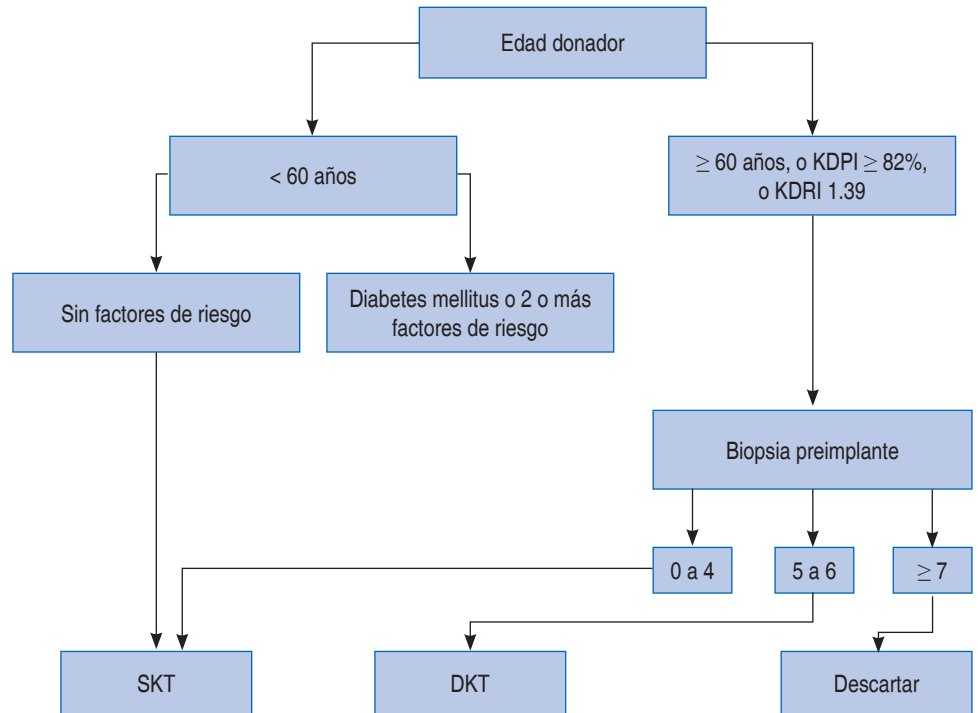 Edad donador
< 60 años
≥ 60 años, o KDPI ≥ 82%,
o KDRI 1.39
Sin factores de riesgo
Diabetes mellitus o 2 o más
factores de riesgo
Biopsia preimplante
0 a 4
5 a 6
≥ 7
SKT
DKT
Descartar